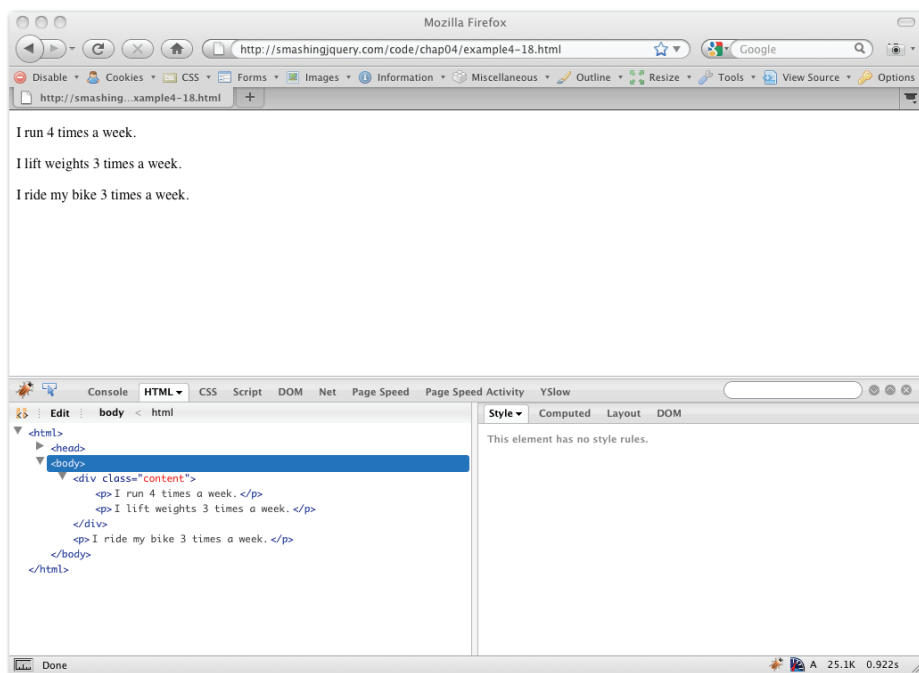 Mozilla Firefox
http://smashingjquery.com/code/chap04/example4-18.html
Google
Disable Cookies CSS Forms Images Information Miscellaneous Outline Resize Tools View Source Options
http://smashing...xample4-18.html +
I run 4 times a week.
I lift weights 3 times a week.
I ride my bike 3 times a week.
Console HTML CSS Script DOM Net Page Speed Page Speed Activity YSlow
Edit body < html
Style Computed Layout DOM
<html>
<head>
<body>
<div class="content">
<p>I run 4 times a week.</p>
<p>I lift weights 3 times a week.</p>
</div>
<p>I ride my bike 3 times a week.</p>
</body>
</html>
This element has no style rules.
Done
A 25.1K 0.922s